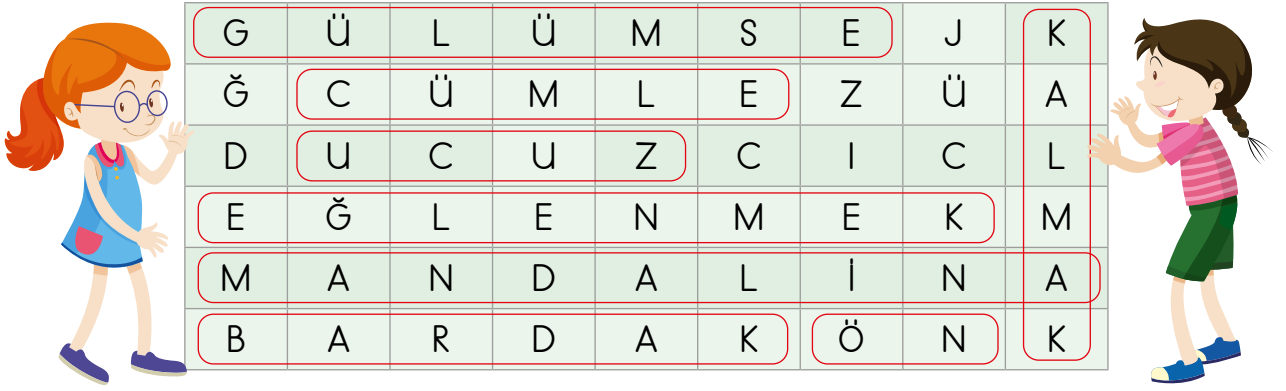 G Ü L Ü M S E J K
Ğ C Ü M L E Z Ü A
D U C U Z C I C L
E Ğ L E N M E K M
M A N D A L İ N A
B A R D A K Ö N K